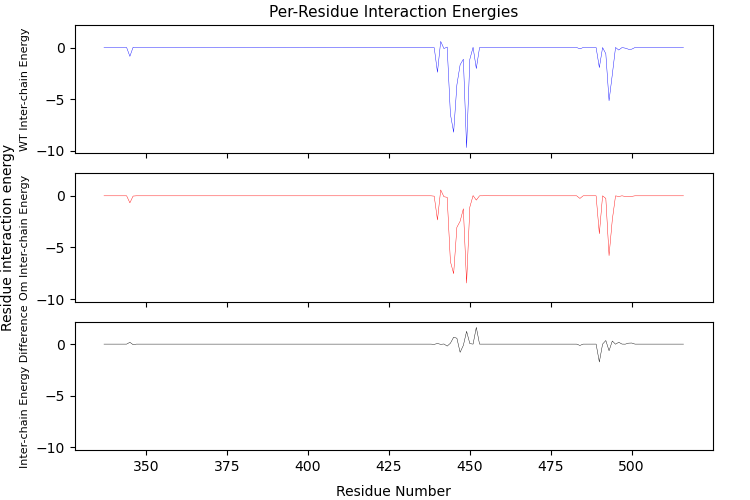 Per-Residue Interaction Energies
Residue interaction energy
WT Inter-chain Energy
0
−5
−10
Om Inter-chain Energy
0
−5
−10
Inter-chain Energy Difference
0
−5
−10
350
375
400
425
450
475
500
Residue Number